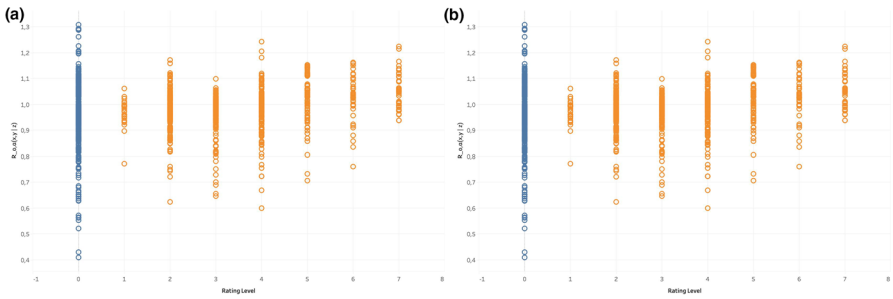 (a)
1,3
1,2
1,1
1,0
0,9
0,8
0,7
0,6
0,5
0,4
R_o,α(x,y | z)
-1 0 1 2 3 4 5 6 7 8
Rating Level
(b)
1,3
1,2
1,1
1,0
0,9
0,8
0,7
0,6
0,5
0,4
R_o,α(x,y | z)
-1 0 1 2 3 4 5 6 7 8
Rating Level